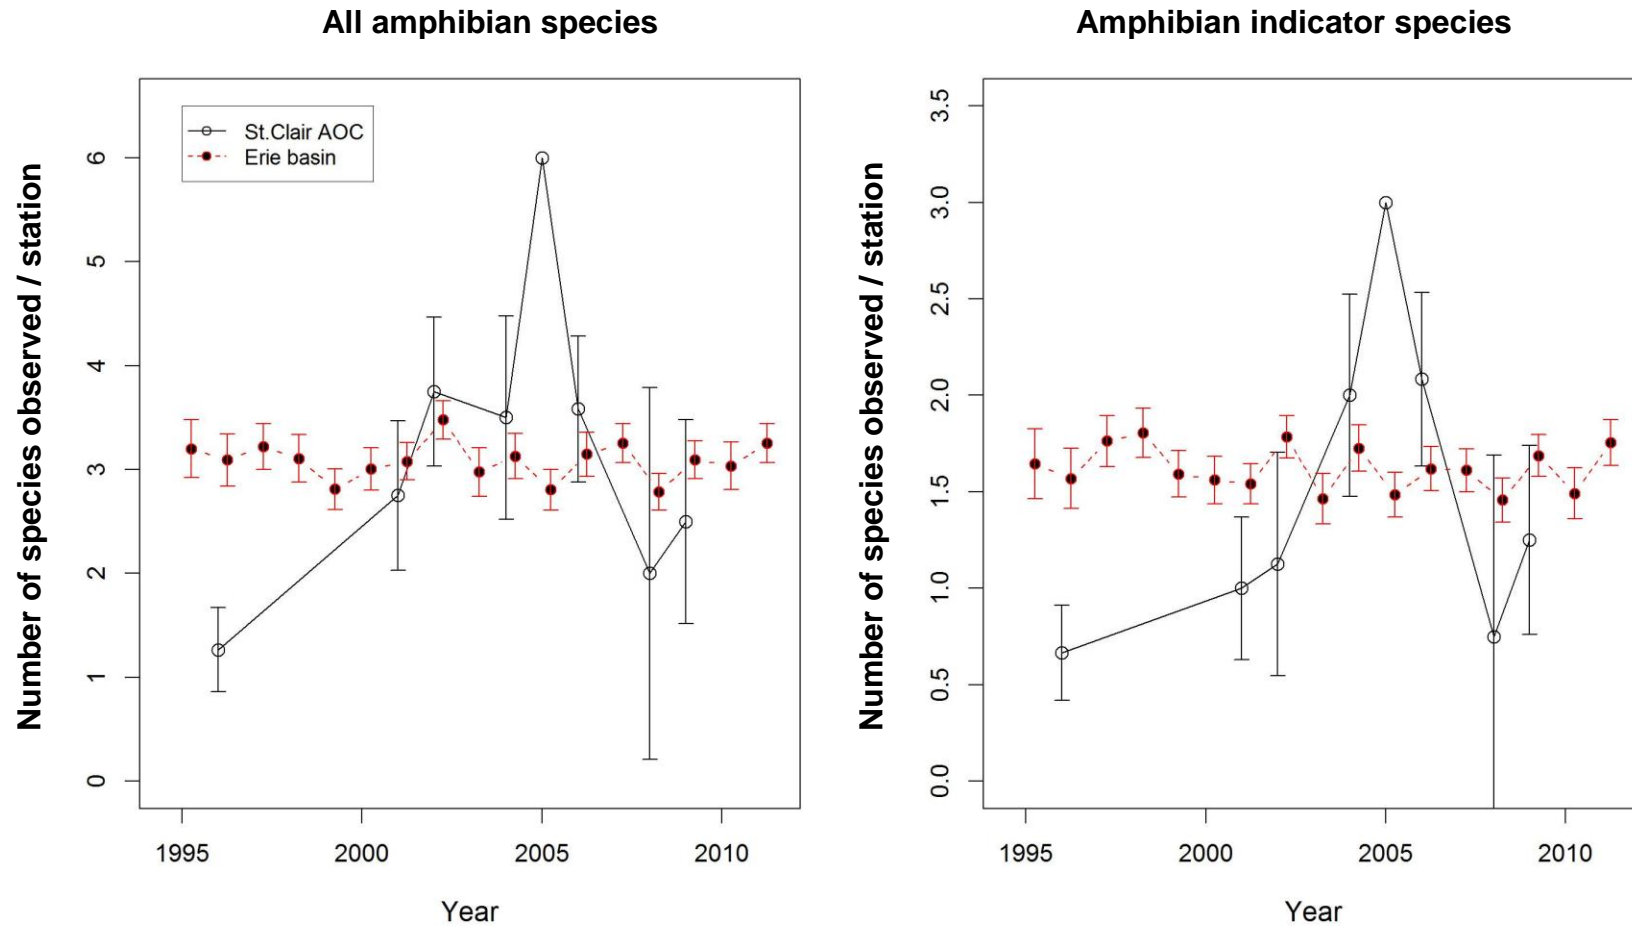 All amphibian species
Number of species observed / station
6
5
4
3
2
1
0
St.Clair AOC
Erie basin
1995 2000 2005 2010
Year
Amphibian indicator species
Number of species observed / station
3.5
3.0
2.5
2.0
1.5
1.0
0.5
0.0
1995 2000 2005 2010
Year